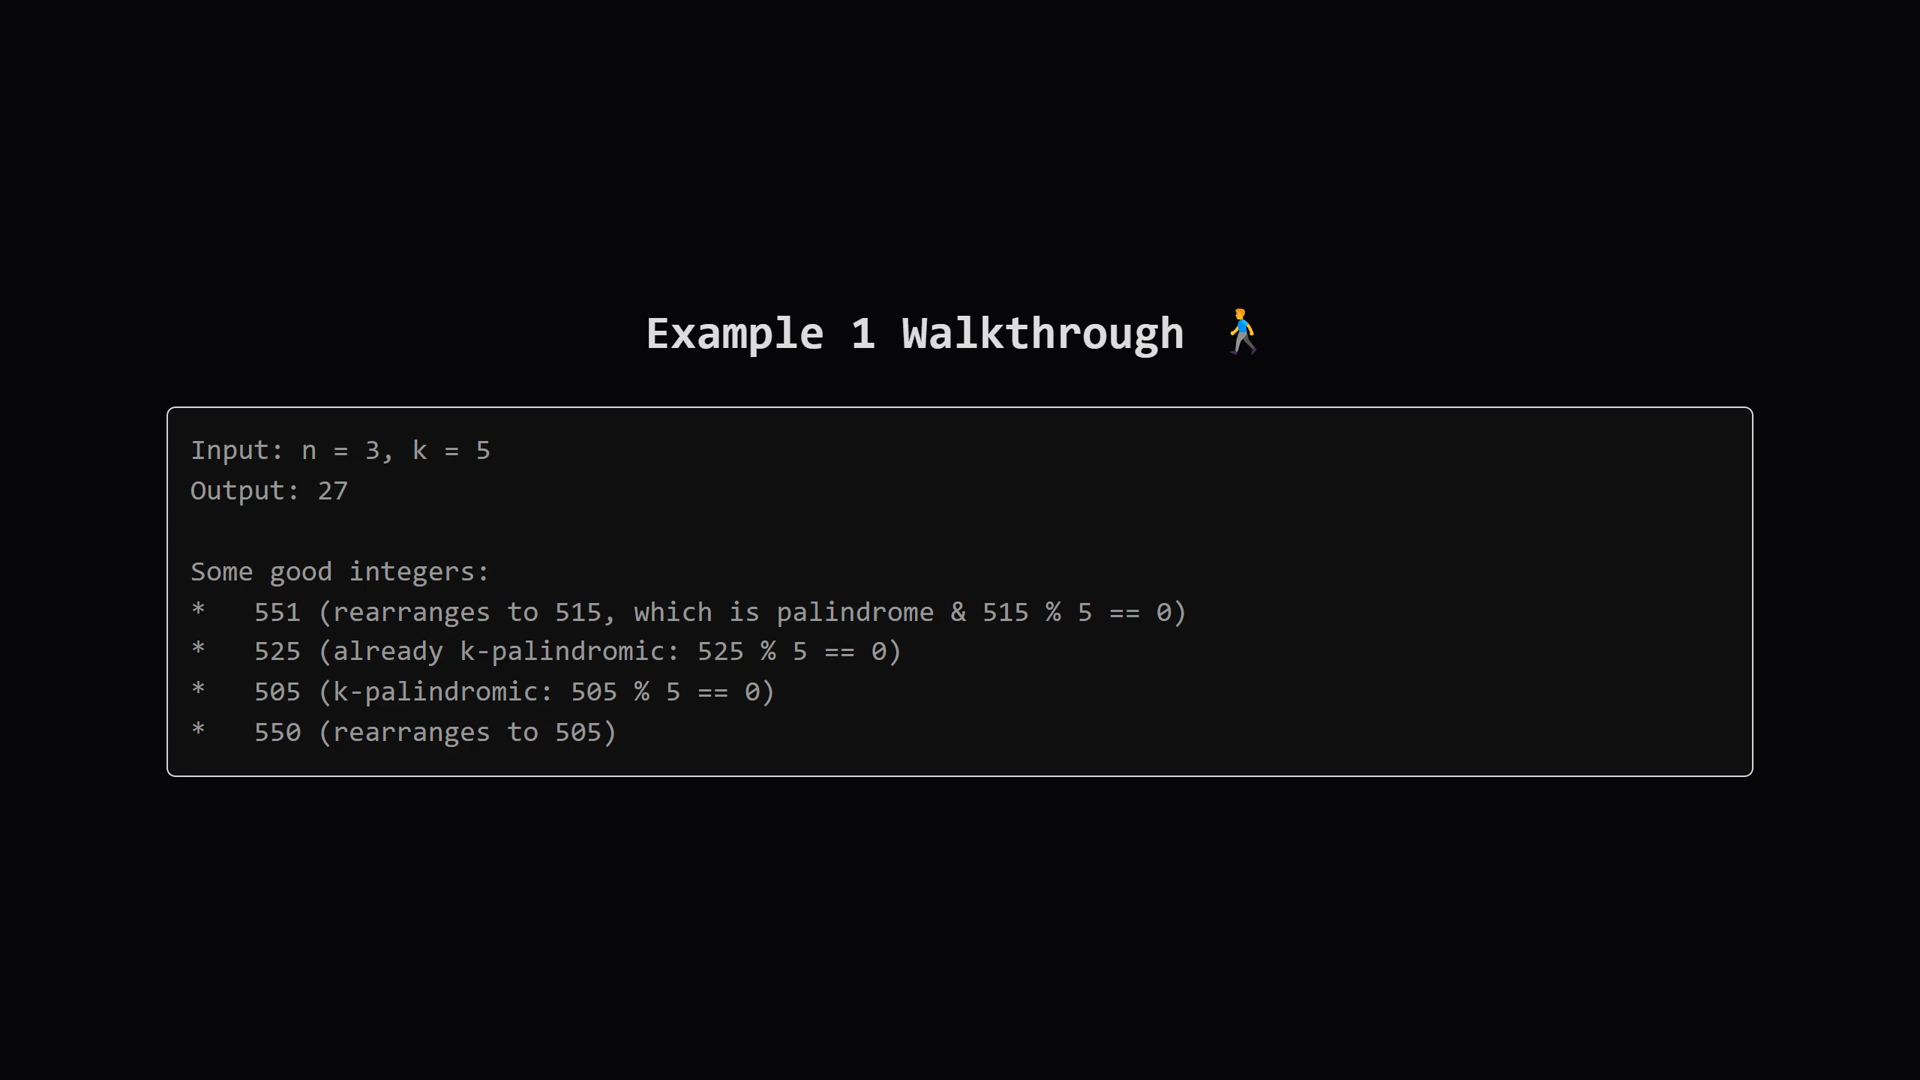 Example 1 Walkthrough 🚶
Input: n = 3, k = 5
Output: 27
Some good integers:
*   551 (rearranges to 515, which is palindrome & 515 % 5 == 0)
*   525 (already k-palindromic: 525 % 5 == 0)
*   505 (k-palindromic: 505 % 5 == 0)
*   550 (rearranges to 505)